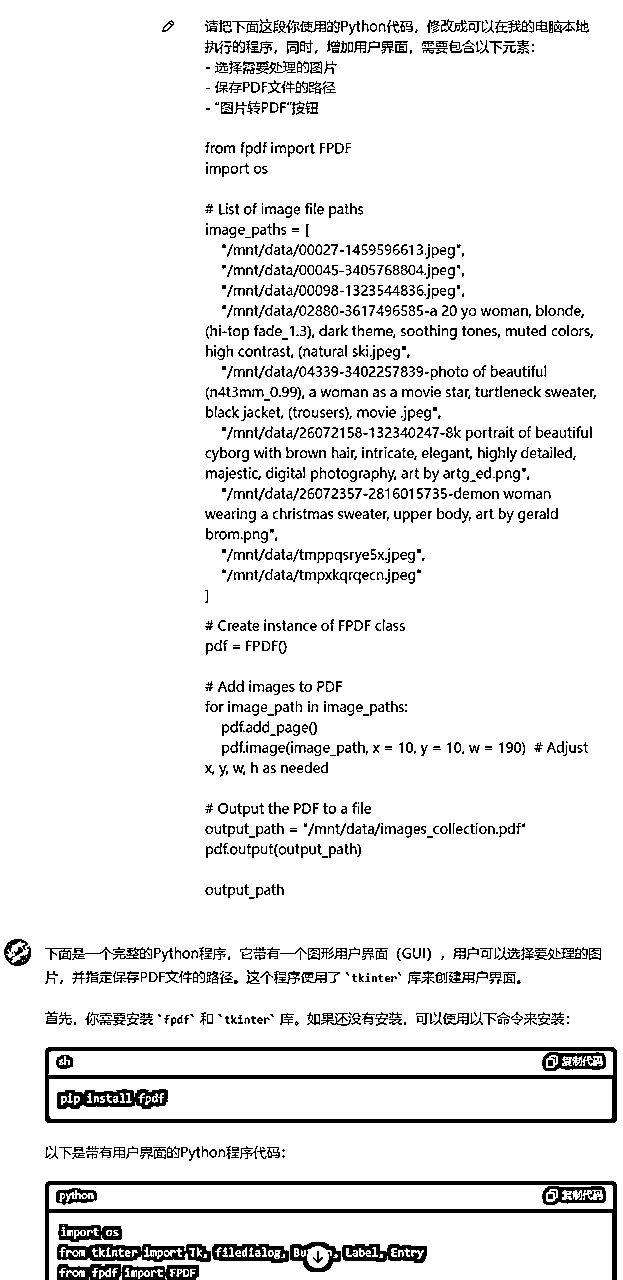 请把下面这段你使用的Python代码，修改成可以在我的电脑本地
执行的程序，同时，增加用户界面，需要包含以下元素：
- 选择需要处理的图片
- 保存PDF文件的路径
- “图片转PDF”按钮
from fpdf import FPDF
import os
# List of image file paths
image_paths = [
"/mnt/data/00027-1459596613.jpeg",
"/mnt/data/00045-3405768804.jpeg",
"/mnt/data/00098-1323544836.jpeg",
"/mnt/data/02880-3617496585-a 20 yo woman, blonde,
(hi-top fade_1.3), dark theme, soothing tones, muted colors,
high contrast, (natural ski.jpeg",
"/mnt/data/04339-3402257839-photo of beautiful
(n4t3mm_0.99), a woman as a movie star, turtleneck sweater,
black jacket, (trousers), movie .jpeg",
"/mnt/data/26072158-132340247-8k portrait of beautiful
cyborg with brown hair, intricate, elegant, highly detailed,
majestic, digital photography, art by artg_ed.png",
"/mnt/data/26072357-2816015735-demon woman
wearing a christmas sweater, upper body, art by gerald
brom.png",
"/mnt/data/tmppqsrye5x.jpeg",
"/mnt/data/tmpxkqrqecn.jpeg"
]
# Create instance of FPDF class
pdf = FPDF()
# Add images to PDF
for image_path in image_paths:
pdf.add_page()
pdf.image(image_path, x = 10, y = 10, w = 190)  # Adjust
x, y, w, h as needed
# Output the PDF to a file
output_path = "/mnt/data/images_collection.pdf"
pdf.output(output_path)
output_path
下面是一个完整的Python程序，它带有一个图形用户界面（GUI），用户可以选择要处理的图
片，并指定保存PDF文件的路径。这个程序使用了 `tkinter` 库来创建用户界面。
首先，你需要安装 `fpdf` 和 `tkinter` 库。如果还没有安装，可以使用以下命令来安装：
sh 复制代码
pip install fpdf
以下是带有用户界面的Python程序代码：
python 复制代码
import os
from tkinter import Tk, filedialog, Label, Entry
from fpdf import FPDF